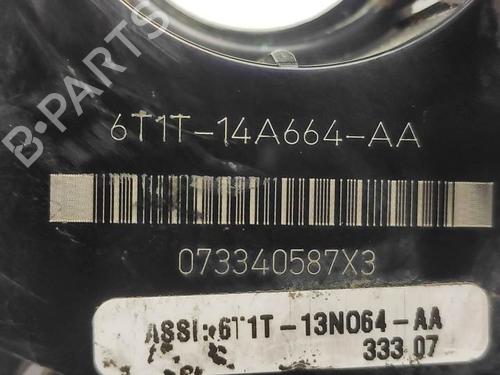 B-PARTS
6T1T-14A664-AA
073340587X3
ASSI:6T1T-13N064-AA
333 07